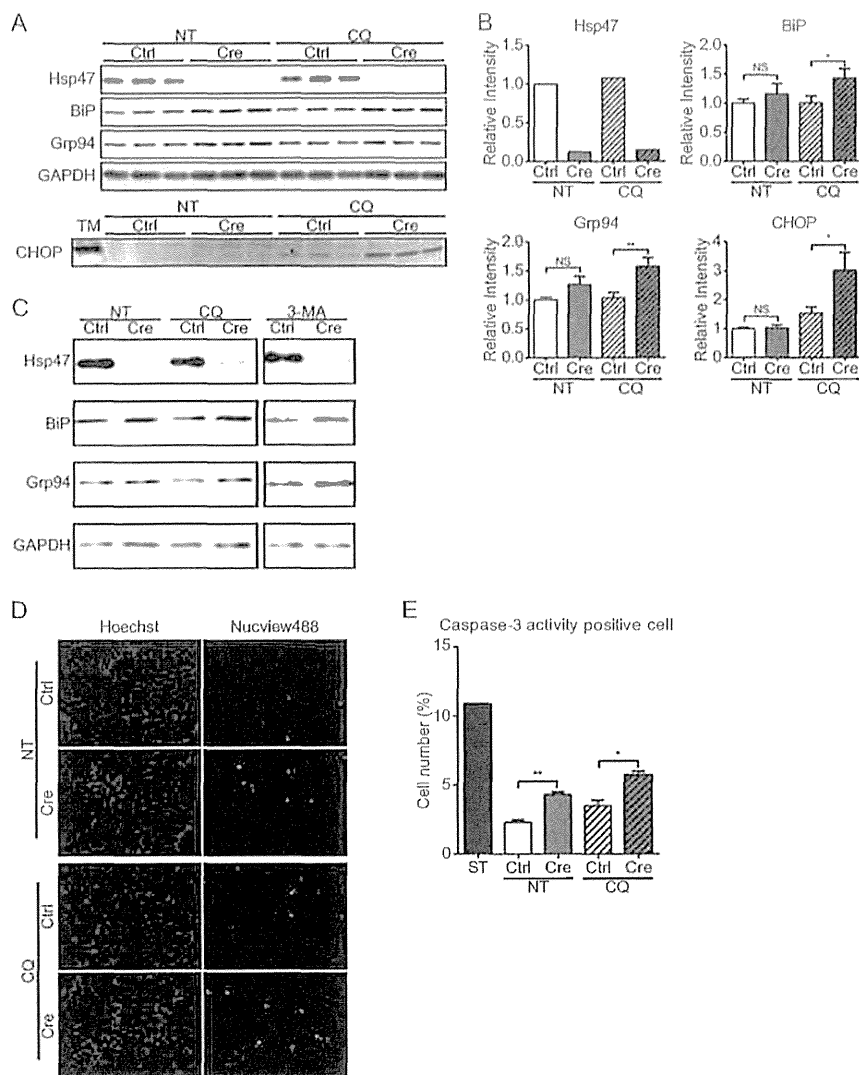 A
NT CQ
Ctrl Cre Ctrl Cre
Hsp47
BiP
Grp94
GAPDH
NT CQ
TM Ctrl Cre Ctrl Cre
CHOP
B
Hsp47
Relative Intensity
1.5
1.0
0.5
0.0
Ctrl Cre Ctrl Cre
NT CQ
BiP
Relative Intensity
2.0
1.5
1.0
0.5
0.0
NS
*
Ctrl Cre Ctrl Cre
NT CQ
Grp94
Relative Intensity
2.0
1.5
1.0
0.5
0.0
NS
**
Ctrl Cre Ctrl Cre
NT CQ
CHOP
Relative Intensity
4
3
2
1
0
NS
*
Ctrl Cre Ctrl Cre
NT CQ
C
NT CQ 3-MA
Ctrl Cre Ctrl Cre Ctrl Cre
Hsp47
BiP
Grp94
GAPDH
D
Hoechst Nucview488
NT
Ctrl
Cre
CQ
Ctrl
Cre
E
Caspase-3 activity positive cell
Cell number (%)
15
10
5
0
**
*
ST Ctrl Cre Ctrl Cre
NT CQ